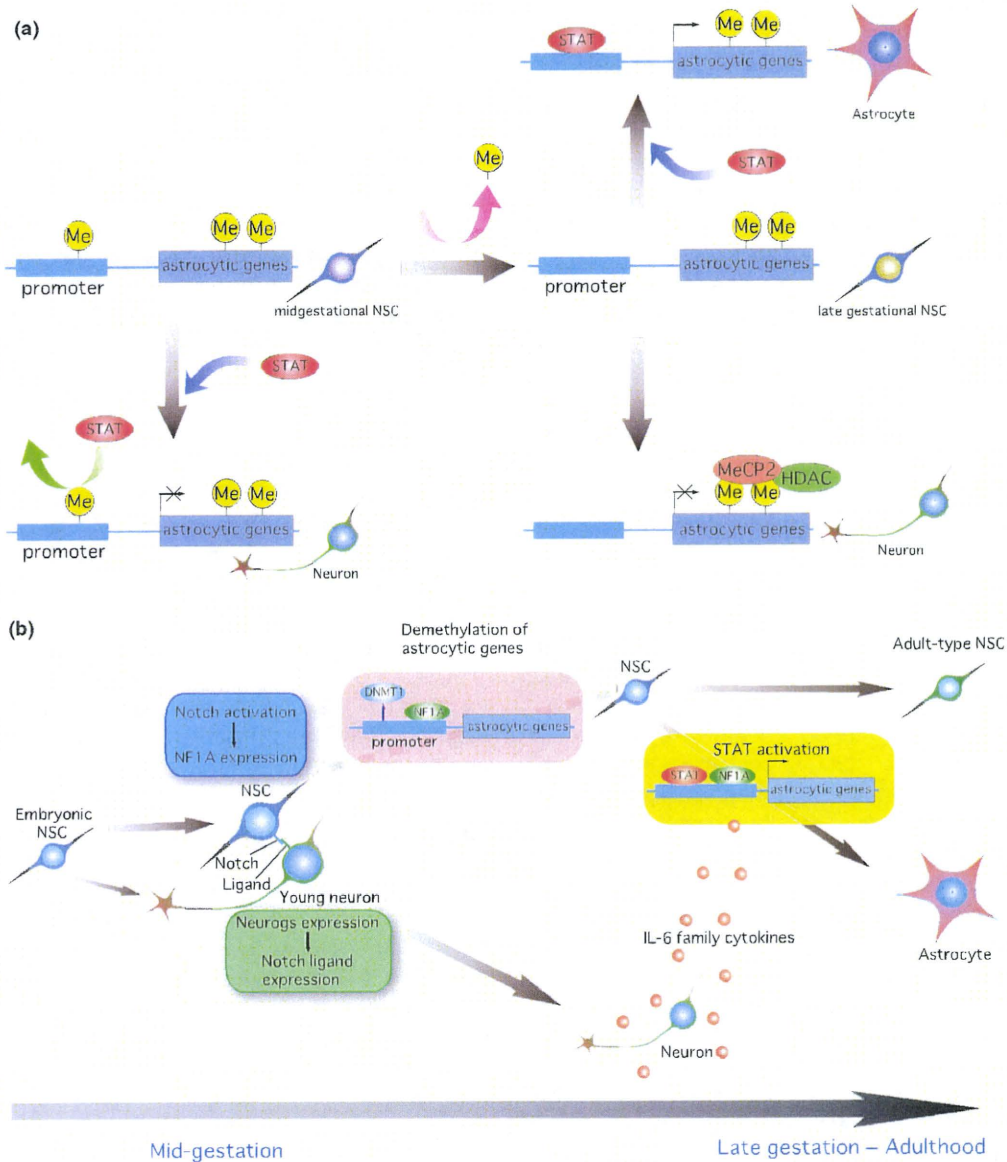 (a)
STAT
Me Me
astrocytic genes
Astrocyte
Me
STAT
Me
Me Me
astrocytic genes
promoter
midgestational NSC
Me Me
astrocytic genes
promoter
late gestational NSC
STAT
STAT
Me
Me Me
astrocytic genes
promoter
Neuron
MeCP2
HDAC
Me Me
astrocytic genes
Neuron
(b)
Demethylation of
astrocytic genes
DNMT1
NF1A
promoter
astrocytic genes
NSC
Adult-type NSC
Notch activation
NF1A expression
STAT activation
STAT
NF1A
astrocytic genes
Embryonic
NSC
NSC
Notch
Ligand
Young neuron
Neurogs expression
Notch ligand
expression
IL-6 family cytokines
Astrocyte
Neuron
Mid-gestation
Late gestation – Adulthood